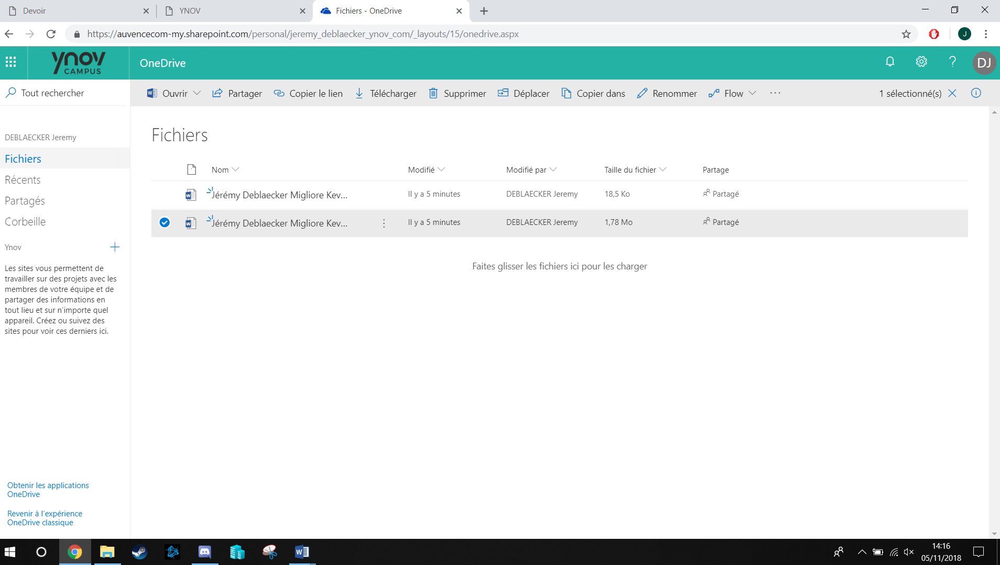 Devoir
YNOV
Fichiers - OneDrive
https://auvencecom-my.sharepoint.com/personal/jeremy_deblaecker_ynov_com/_layouts/15/onedrive.aspx
J
ynov
CAMPUS
OneDrive
?
DJ
Tout rechercher
Ouvrir
Partager
Copier le lien
Télécharger
Supprimer
Déplacer
Copier dans
Renommer
Flow
...
1 sélectionné(s)
DEBLAECKER Jeremy
Fichiers
Récents
Partagés
Corbeille
Ynov
Les sites vous permettent de
travailler sur des projets avec les
membres de votre équipe et de
partager des informations en
tout lieu et sur n'importe quel
appareil. Créez ou suivez des
sites pour voir ces derniers ici.
Obtenir les applications
OneDrive
Revenir à l'expérience
OneDrive classique
Fichiers
Nom
Modifié
Modifié par
Taille du fichier
Partage
Jérémy Deblaecker Migliore Kev...
Il y a 5 minutes
DEBLAECKER Jeremy
18,5 Ko
Partagé
Jérémy Deblaecker Migliore Kev...
Il y a 5 minutes
DEBLAECKER Jeremy
1,78 Mo
Partagé
Faites glisser les fichiers ici pour les charger
14:16
05/11/2018